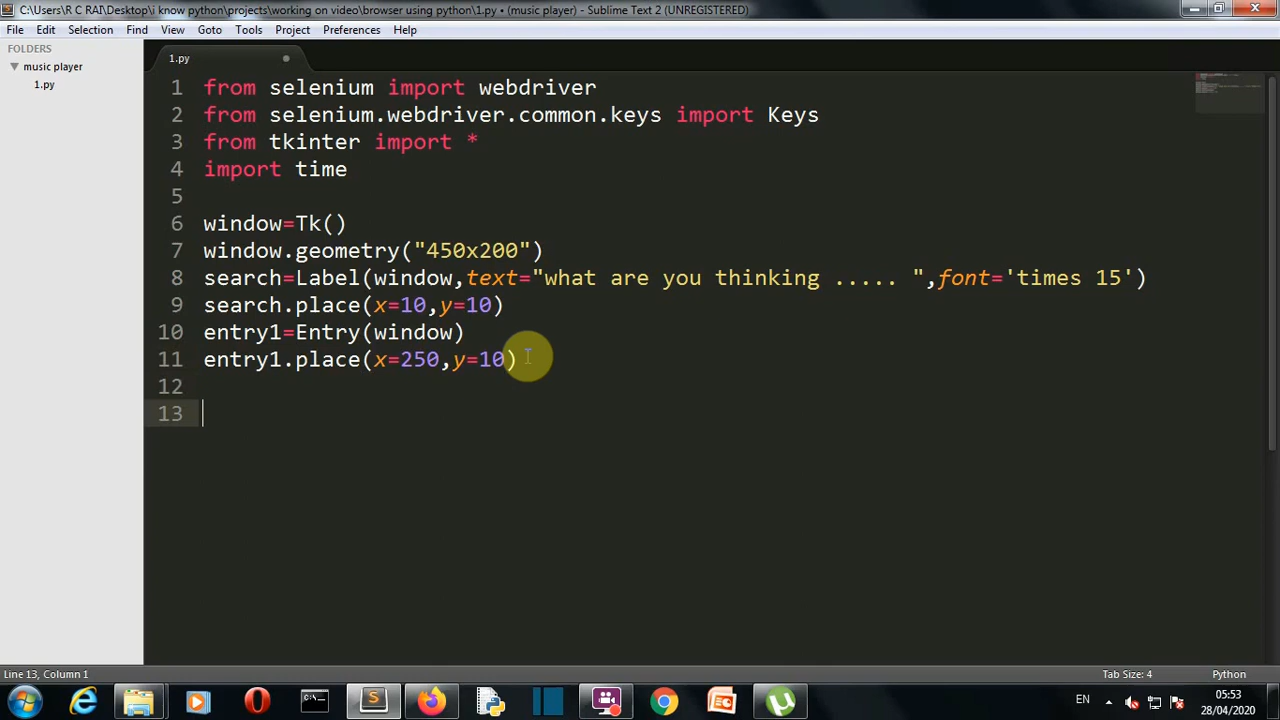 C:\Users\R C RAI\Desktop\i know python\projects\working on video\browser using python\1.py • (music player) - Sublime Text 2 (UNREGISTERED)
File Edit Selection Find View Goto Tools Project Preferences Help
FOLDERS
music player
1.py
1.py
1 from selenium import webdriver
2 from selenium.webdriver.common.keys import Keys
3 from tkinter import *
4 import time
5
6 window=Tk()
7 window.geometry("450x200")
8 search=Label(window,text="what are you thinking ..... ",font='times 15')
9 search.place(x=10,y=10)
10 entry1=Entry(window)
11 entry1.place(x=250,y=10)
12
13
Line 13, Column 1 Tab Size: 4 Python
EN 05:53
28/04/2020